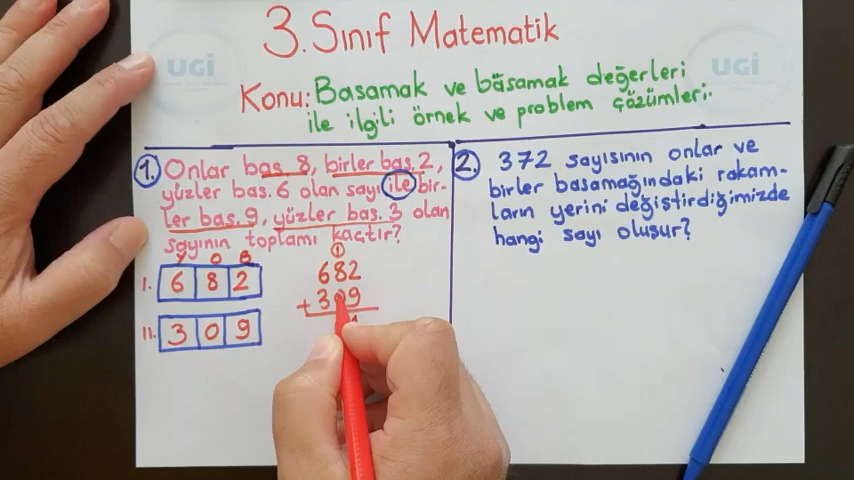 UGİ
UGİ
3. Sınıf Matematik
Konu: Basamak ve basamak değerleri
ile ilgili örnek ve problem çözümleri.
1. Onlar bas. 8, birler bas. 2,
yüzler bas. 6 olan sayı ile bir-
ler bas. 9, yüzler bas. 3 olan
sayının toplamı kaçtır?
Y O B
I. 6 8 2
II. 3 0 9
1
682
+ 309
1
2. 372 sayısının onlar ve
birler basamağındaki rakam-
ların yerini değiştirdiğimizde
hangi sayı oluşur?